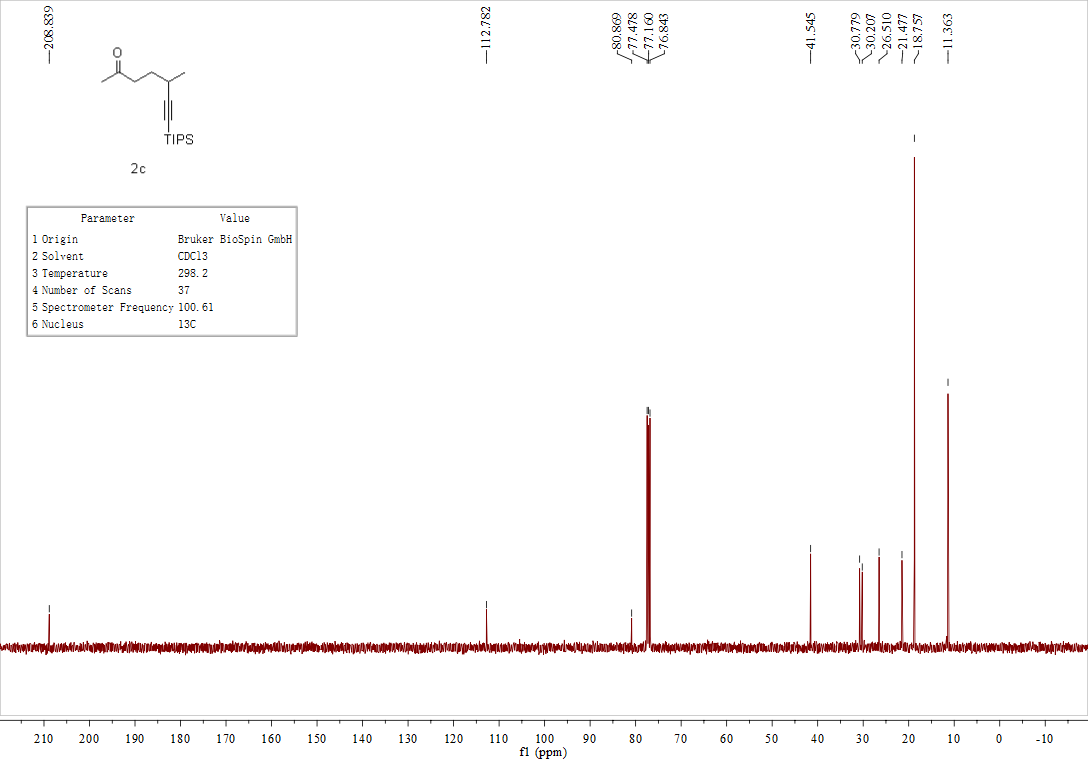 208.839
112.782
80.869
77.478
77.160
76.843
41.545
30.779
30.207
26.510
21.477
18.757
11.363
O
TIPS
2c
Parameter Value
1 Origin Bruker BioSpin GmbH
2 Solvent CDCl3
3 Temperature 298.2
4 Number of Scans 37
5 Spectrometer Frequency 100.61
6 Nucleus 13C
210 200 190 180 170 160 150 140 130 120 110 100 90 80 70 60 50 40 30 20 10 0 -10
f1 (ppm)